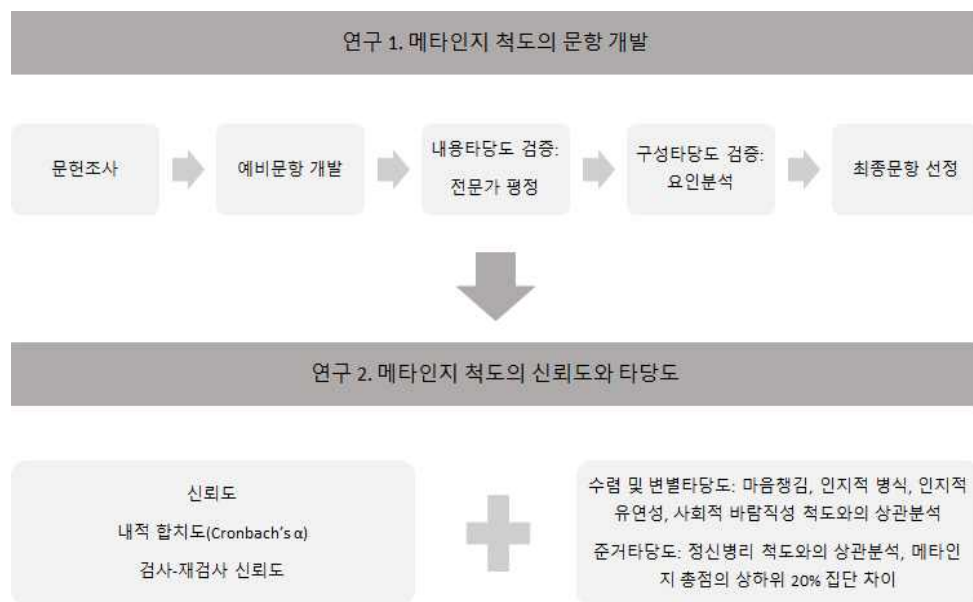 연구 1. 메타인지 척도의 문항 개발
문헌조사
예비문항 개발
내용타당도 검증:
전문가 평정
구성타당도 검증:
요인분석
최종문항 선정
연구 2. 메타인지 척도의 신뢰도와 타당도
신뢰도
내적 합치도(Cronbach's α)
검사-재검사 신뢰도
수렴 및 변별타당도: 마음챙김, 인지적 병식, 인지적
유연성, 사회적 바람직성 척도와의 상관분석
준거타당도: 정신병리 척도와의 상관분석, 메타인
지 총점의 상하위 20% 집단 차이